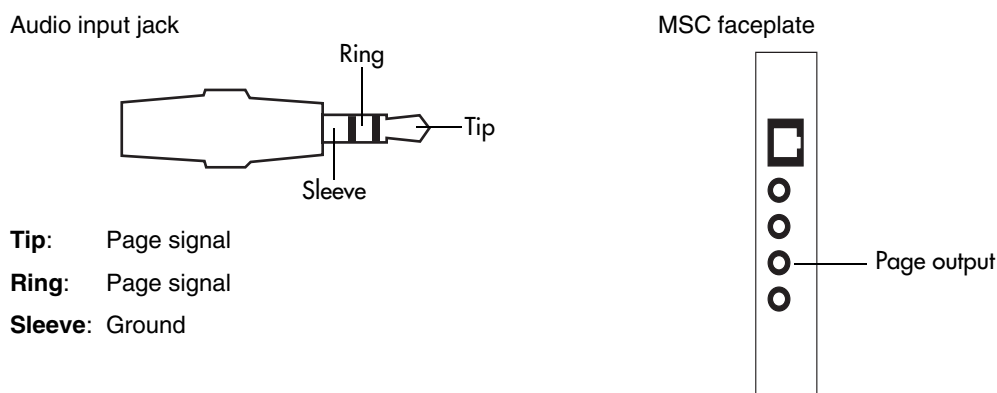 Audio input jack
MSC faceplate
Ring
Tip
Sleeve
Tip: Page signal
Ring: Page signal
Sleeve: Ground
Page output